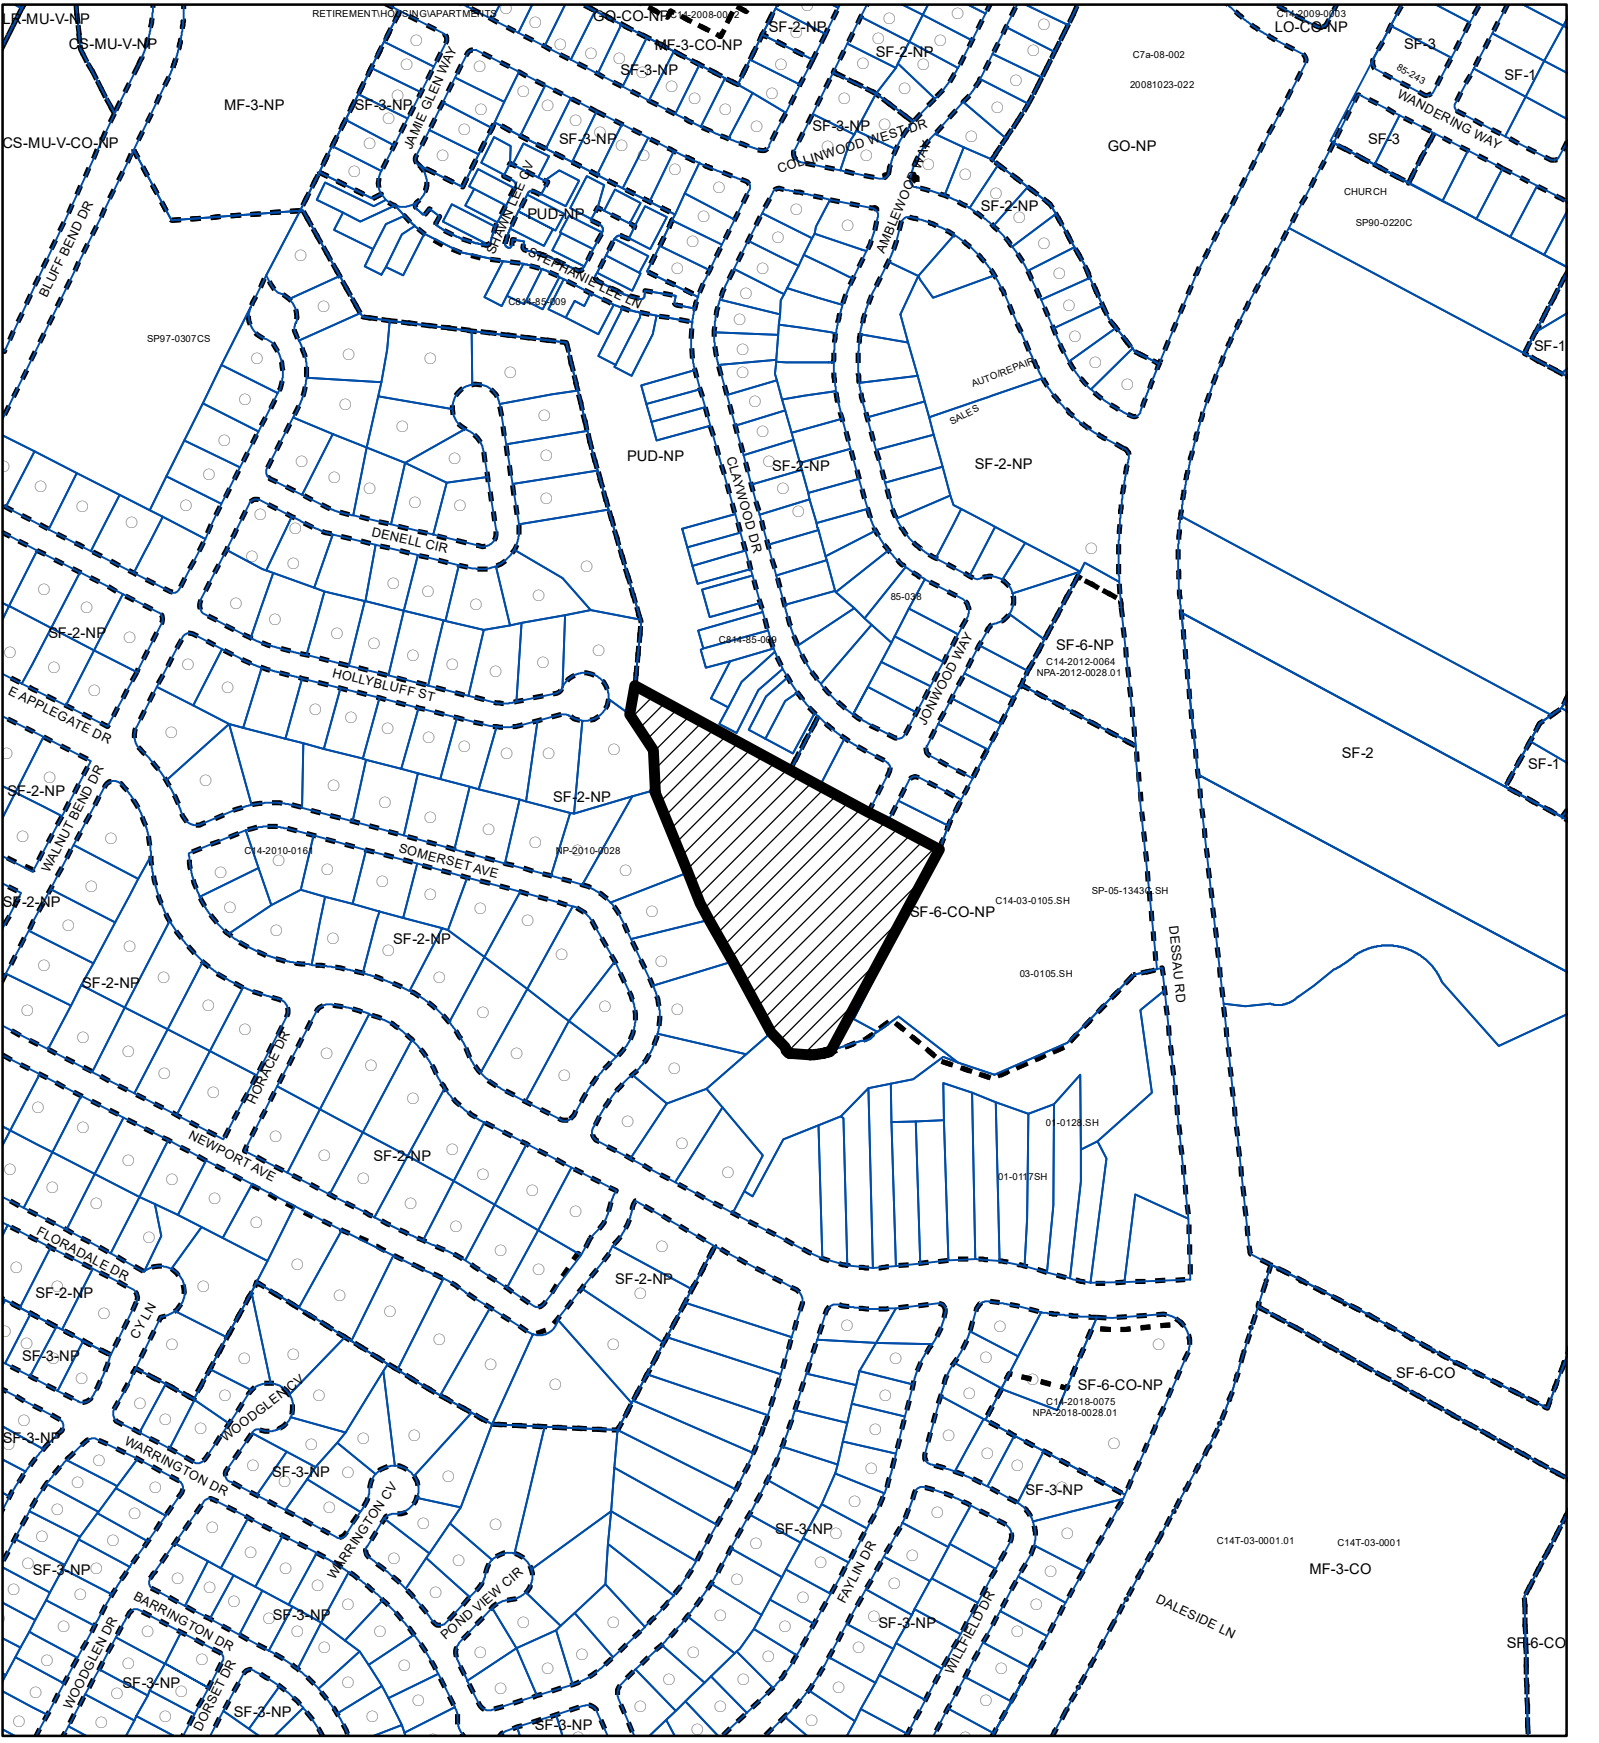 LR-MU-V-NP
RETIREMENT\HOUSING\APARTMENTS
GO-CO-NP
C14-2008-0002
SF-2-NP
C14-2009-0003
LO-CO-NP
CS-MU-V-NP
MF-3-CO-NP
SF-2-NP
C7a-08-002
SF-3
SF-3-NP
85-243
SF-1
20081023-022
MF-3-NP
SF-3-NP
JAMIE GLEN WAY
WANDERING WAY
CS-MU-V-CO-NP
SF-3-NP
SF-3-NP
COLLINWOOD WEST DR
GO-NP
SF-3
BLUFF BEND DR
SHAWN LEE CV
PUD-NP
AMBLEWOOD WAY
SF-2-NP
CHURCH
SP90-0220C
STEPHANIE LEE LN
C814-85-009
SP97-0307CS
SF-1
AUTO/REPAIR
SALES
PUD-NP
CLAYWOOD DR
SF-2-NP
SF-2-NP
DENELL CIR
85-038
SF-2-NP
C814-85-009
JONWOOD WAY
SF-6-NP
C14-2012-0064
NPA-2012-0028.01
HOLLYBLUFF ST
E APPLEGATE DR
SF-2
SF-1
SF-2-NP
WALNUT BEND DR
SF-2-NP
C14-2010-0161
SOMERSET AVE
NP-2010-0028
SF-2-NP
SP-05-1343C.SH
C14-03-0105.SH
SF-6-CO-NP
SF-2-NP
DESSAU RD
03-0105.SH
SF-2-NP
HORACE DR
01-0128.SH
NEWPORT AVE
SF-2-NP
01-0117SH
FLORADALE DR
SF-2-NP
SF-2-NP
CY LN
SF-3-NP
SF-6-CO
SF-6-CO-NP
C14-2018-0075
NPA-2018-0028.01
WOODGLEN CV
SF-3-NP
WARRINGTON DR
SF-3-NP
SF-3-NP
WARRINGTON CV
SF-3-NP
C14T-03-0001.01
C14T-03-0001
MF-3-CO
SF-3-NP
FAYLIN DR
POND VIEW CIR
BARRINGTON DR
SF-3-NP
SF-3-NP
WILLFIELD DR
DALESIDE LN
SF-6-CO
WOODGLEN DR
SF-3-NP
DORSET DR
SF-3-NP
SF-3-NP